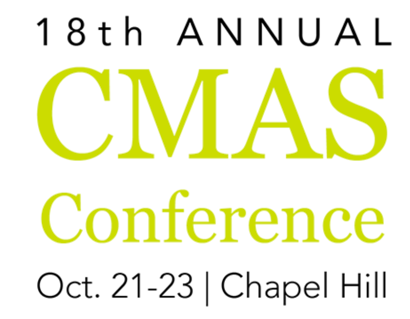 18th ANNUAL
CMAS
Conference
Oct. 21-23 | Chapel Hill